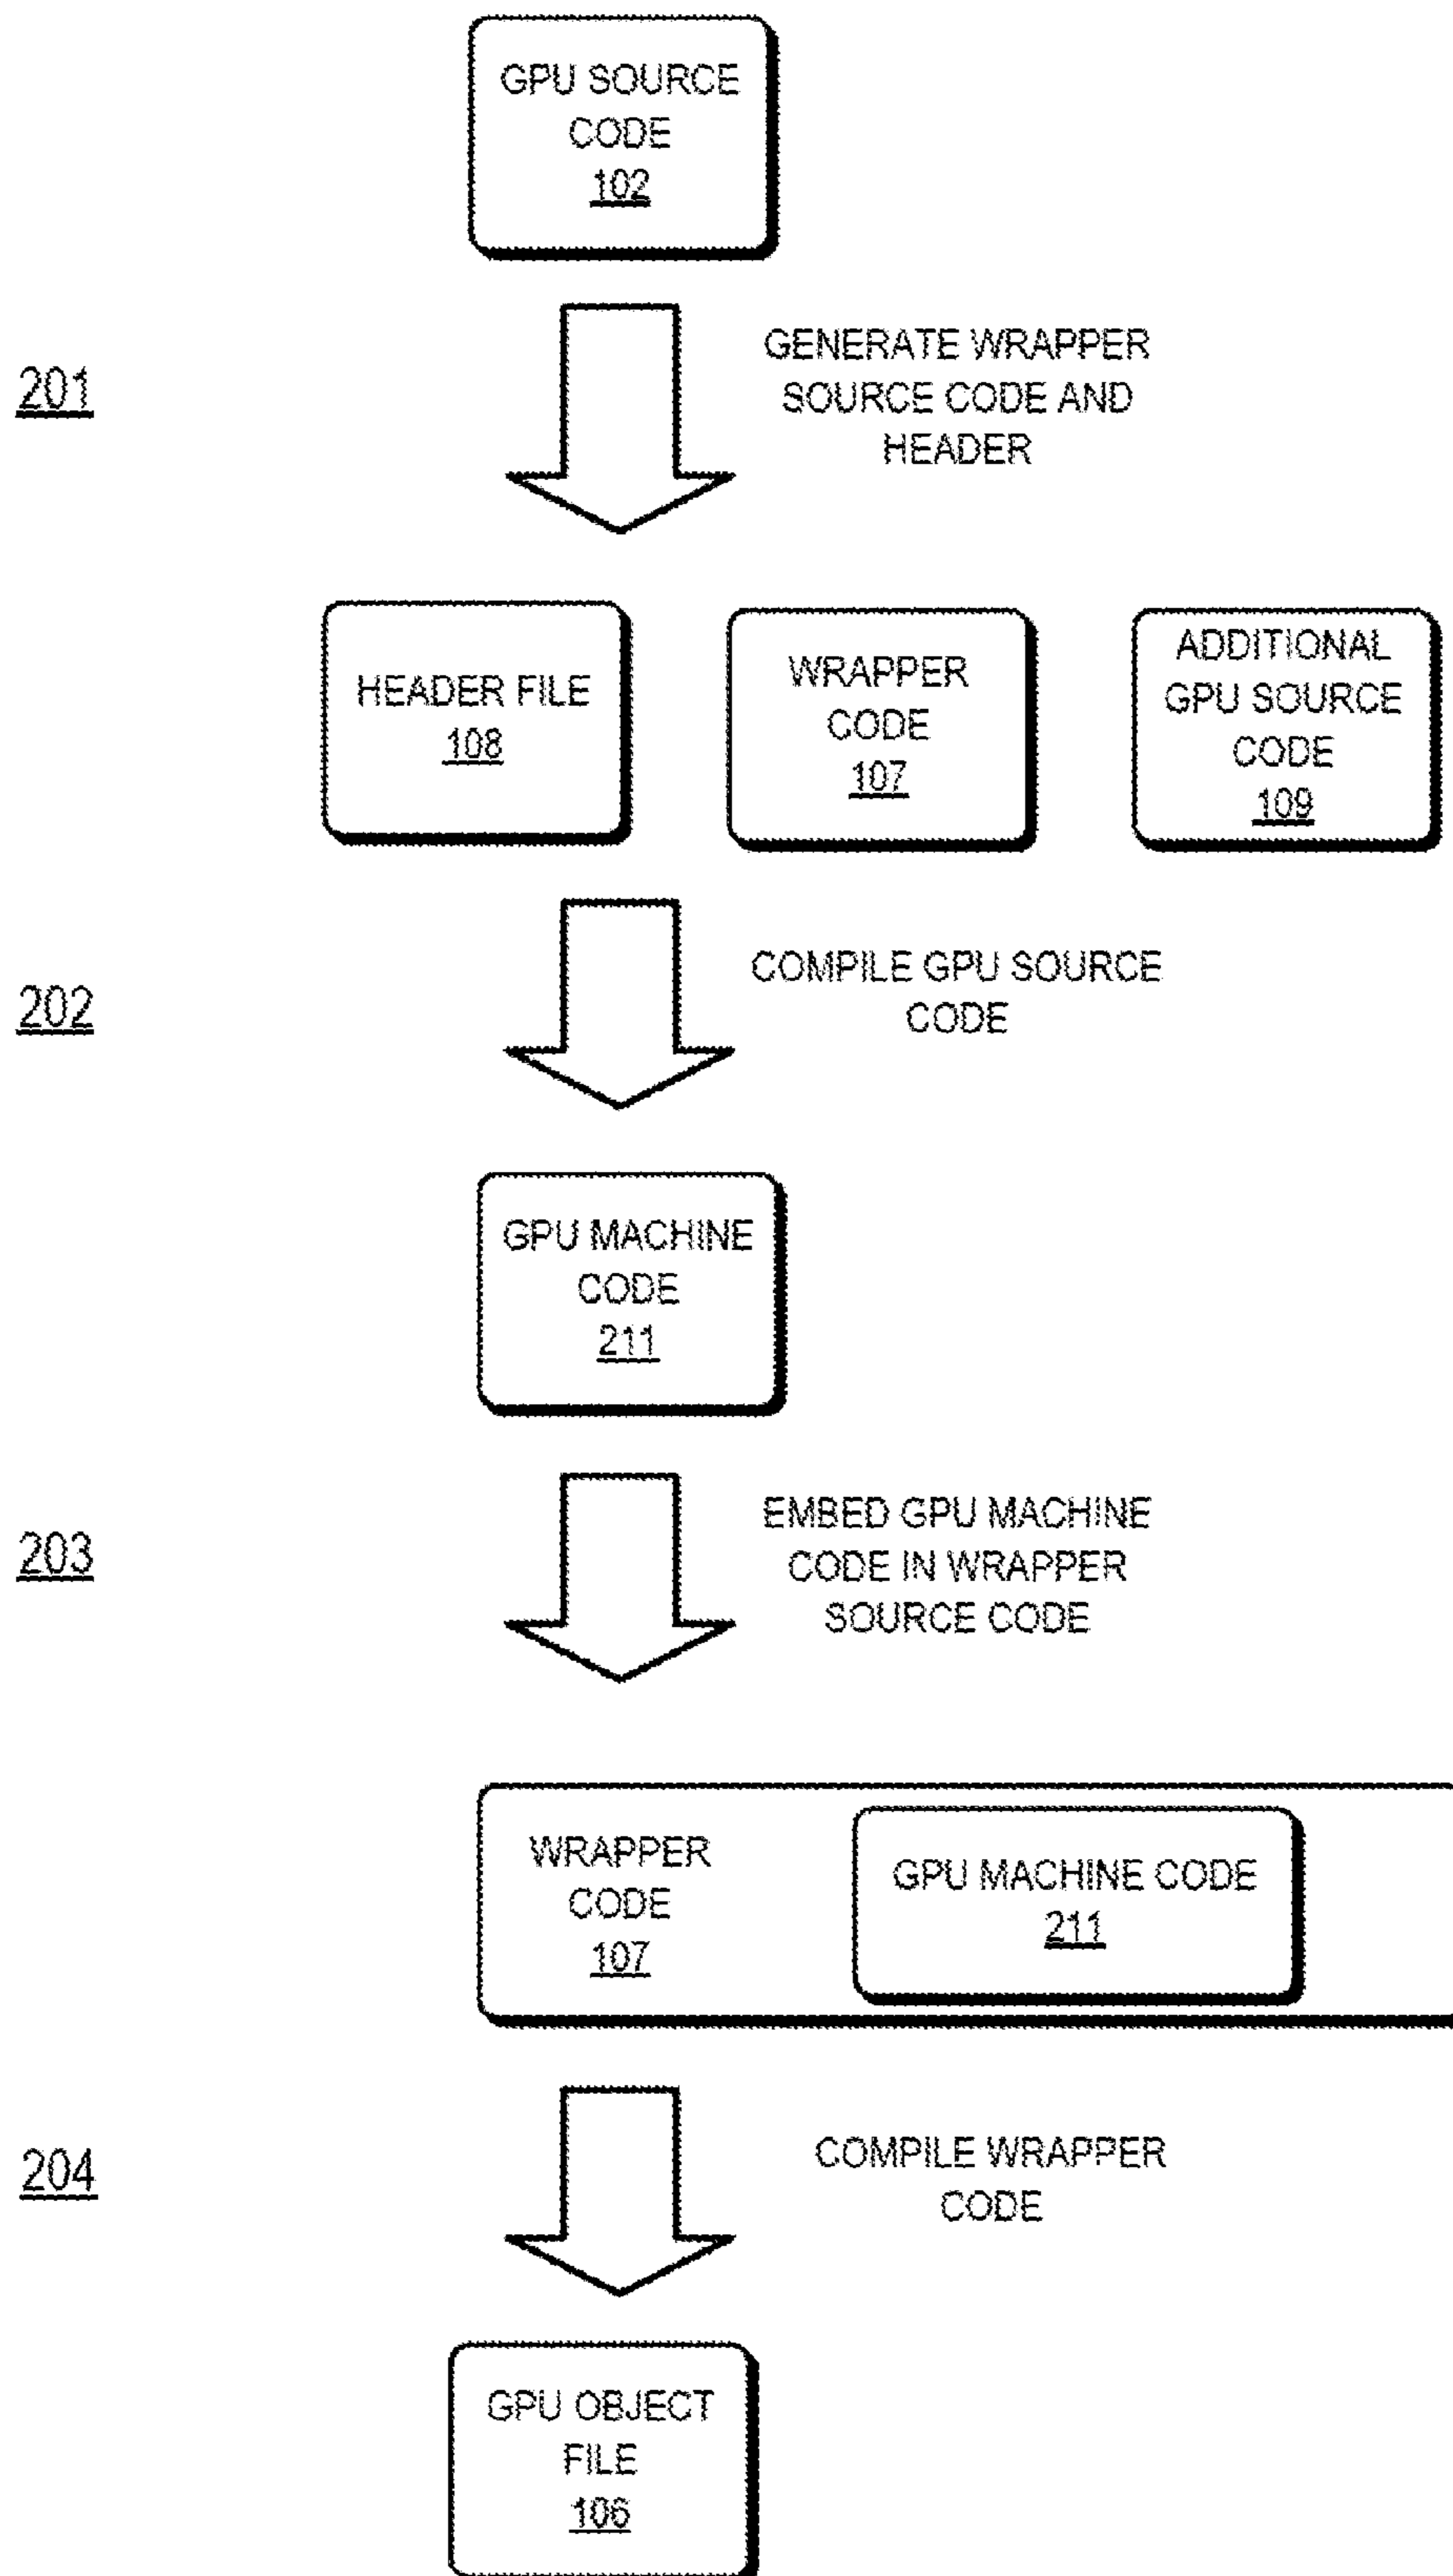 GPU SOURCE
CODE
102
201
GENERATE WRAPPER
SOURCE CODE AND
HEADER
HEADER FILE
108
WRAPPER
CODE
107
ADDITIONAL
GPU SOURCE
CODE
109
202
COMPILE GPU SOURCE
CODE
GPU MACHINE
CODE
211
203
EMBED GPU MACHINE
CODE IN WRAPPER
SOURCE CODE
WRAPPER
CODE
107
GPU MACHINE CODE
211
204
COMPILE WRAPPER
CODE
GPU OBJECT
FILE
106